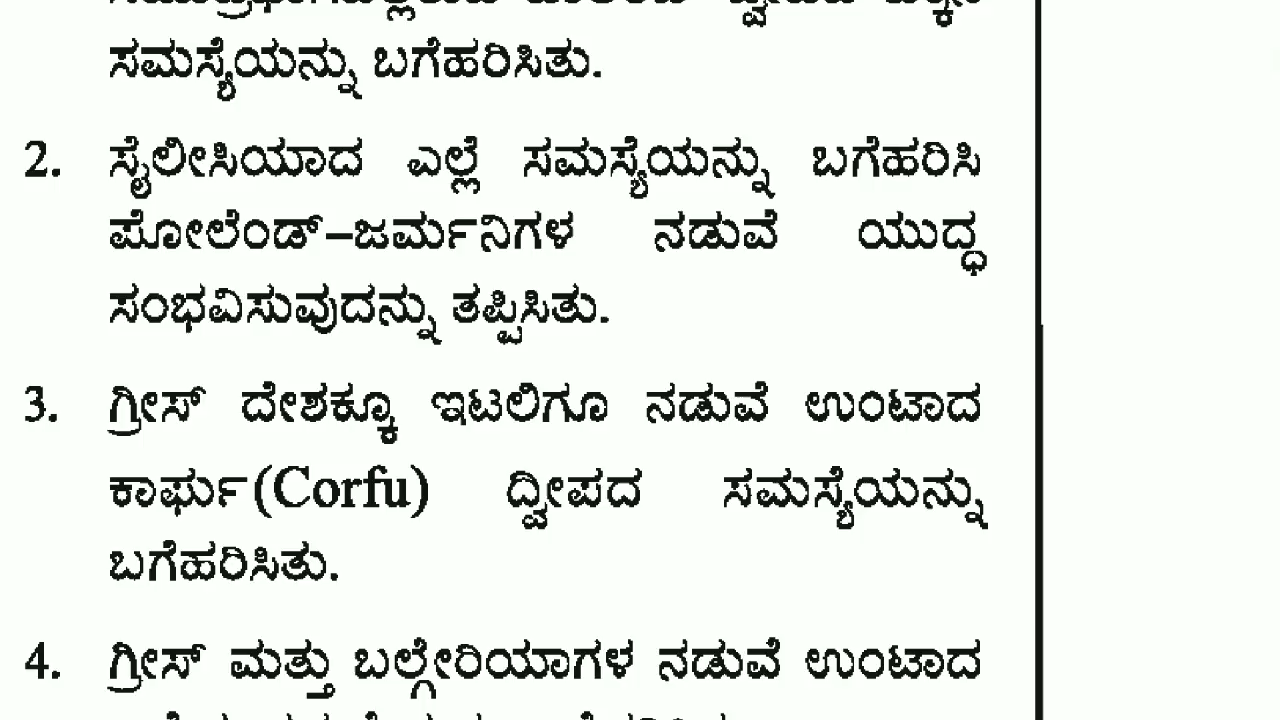 ಸಮಸ್ಯೆಯನ್ನು ಬಗೆಹರಿಸಿತು.
2. ಸೈಲೀಸಿಯಾದ ಎಲ್ಲೆ ಸಮಸ್ಯೆಯನ್ನು ಬಗೆಹರಿಸಿ
ಪೋಲೆಂಡ್–ಜರ್ಮನಿಗಳ ನಡುವೆ ಯುದ್ಧ
ಸಂಭವಿಸುವುದನ್ನು ತಪ್ಪಿಸಿತು.
3. ಗ್ರೀಸ್ ದೇಶಕ್ಕೂ ಇಟಲಿಗೂ ನಡುವೆ ಉಂಟಾದ
ಕಾರ್ಫು(Corfu) ದ್ವೀಪದ ಸಮಸ್ಯೆಯನ್ನು
ಬಗೆಹರಿಸಿತು.
4. ಗ್ರೀಸ್ ಮತ್ತು ಬಲ್ಗೇರಿಯಾಗಳ ನಡುವೆ ಉಂಟಾದ